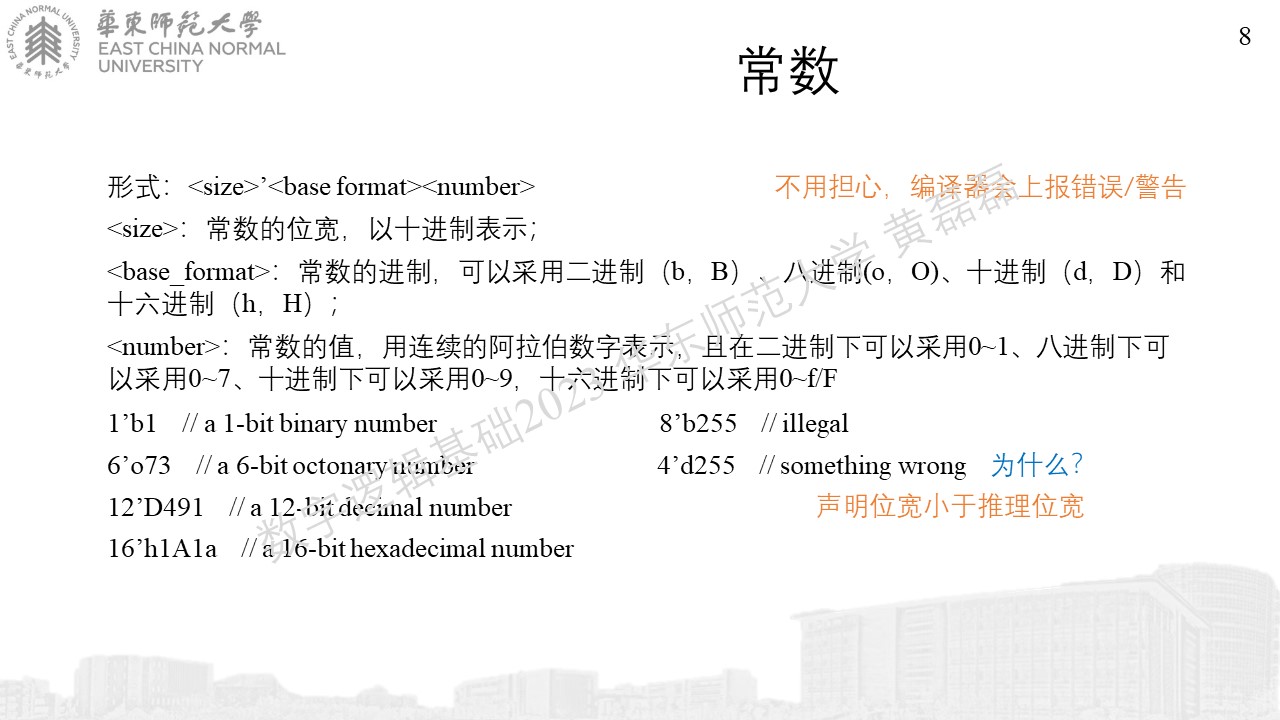 華東師範大學
EAST CHINA NORMAL
UNIVERSITY
EAST CHINA NORMAL UNIVERSITY
華東師範大學
8
常数
形式：<size>’<base format><number>
不用担心，编译器会上报错误/警告
<size>：常数的位宽，以十进制表示；
<base_format>：常数的进制，可以采用二进制（b，B）、八进制(o，O)、十进制（d，D）和
十六进制（h，H）；
<number>：常数的值，用连续的阿拉伯数字表示，且在二进制下可以采用0~1、八进制下可
以采用0~7、十进制下可以采用0~9，十六进制下可以采用0~f/F
1’b1 // a 1-bit binary number
8’b255 // illegal
6’o73 // a 6-bit octonary number
4’d255 // something wrong 为什么?
12’D491 // a 12-bit decimal number
声明位宽小于推理位宽
16’h1A1a // a 16-bit hexadecimal number
数字逻辑基础2023 华东师范大学 黄磊磊